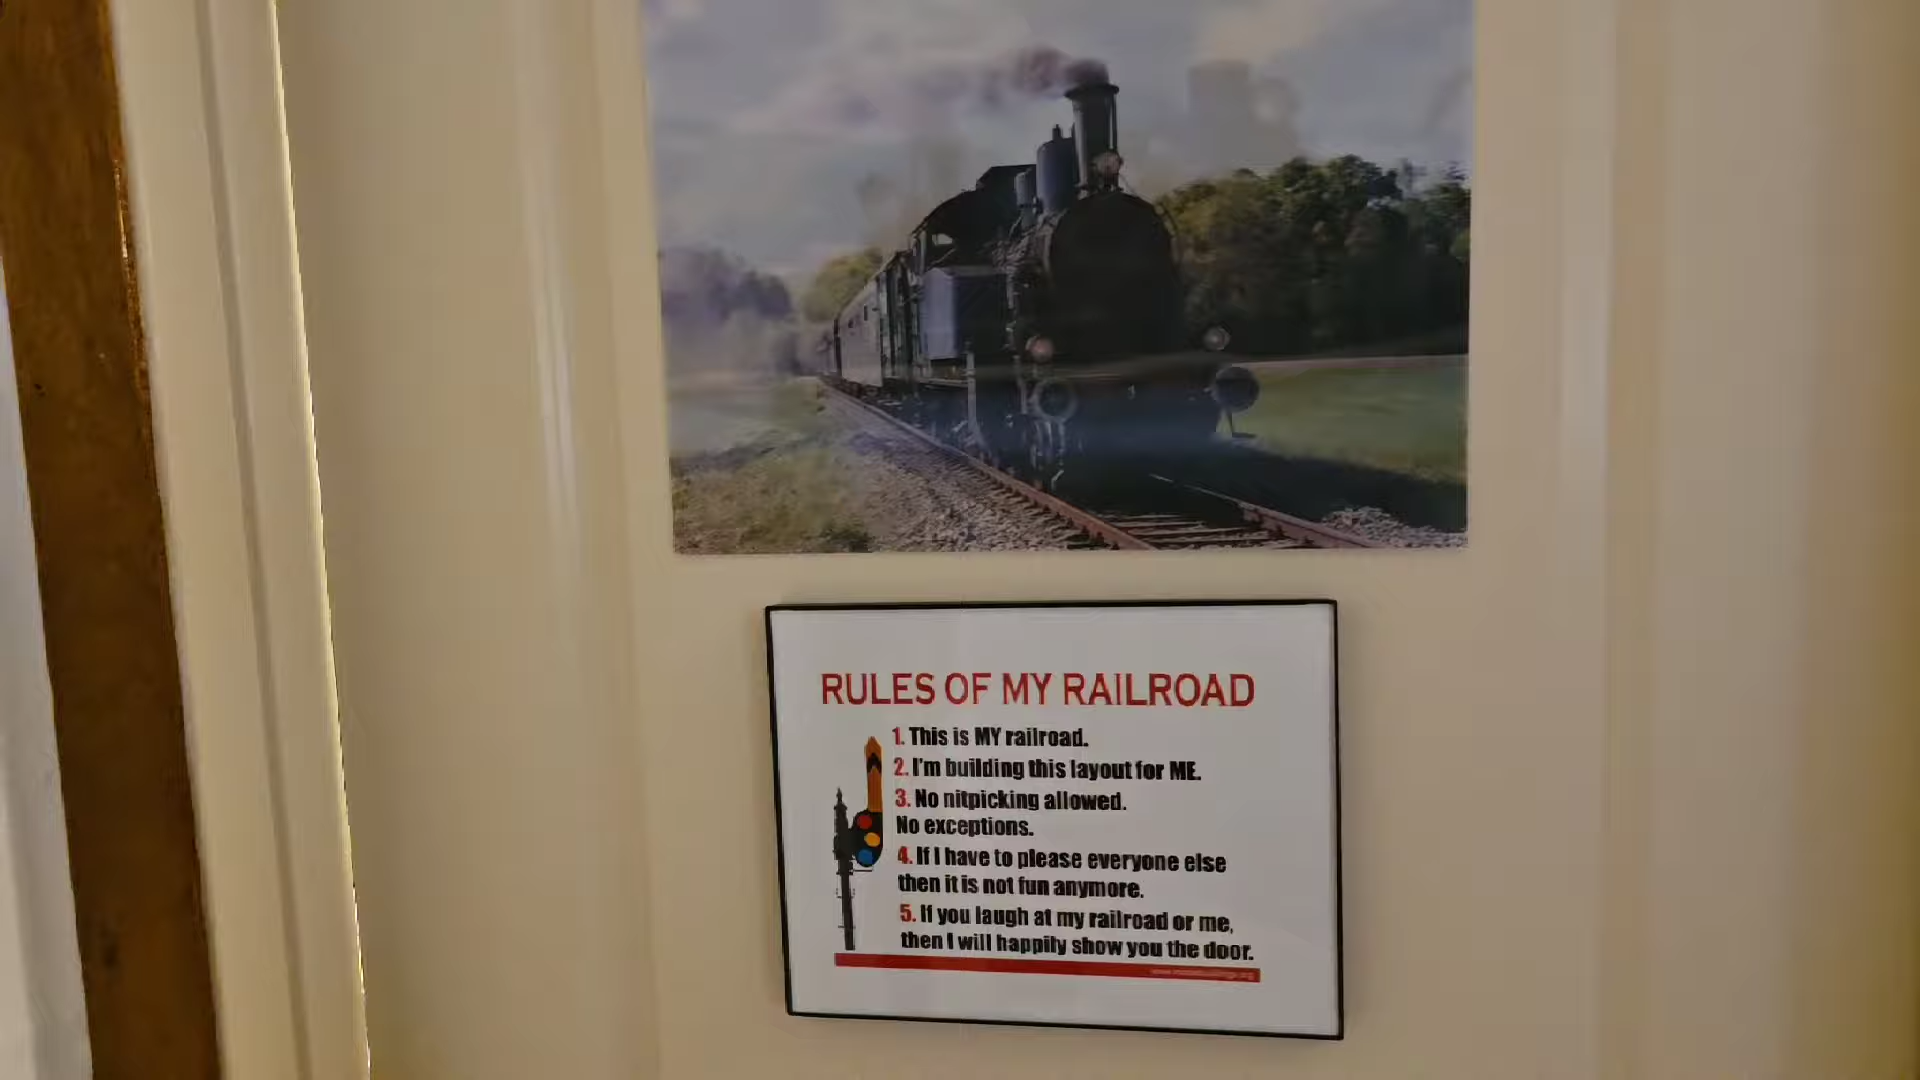 RULES OF MY RAILROAD
1. This is MY railroad.
2. I'm building this layout for ME.
3. No nitpicking allowed.
No exceptions.
4. If I have to please everyone else
then it is not fun anymore.
5. If you laugh at my railroad or me,
then I will happily show you the door.